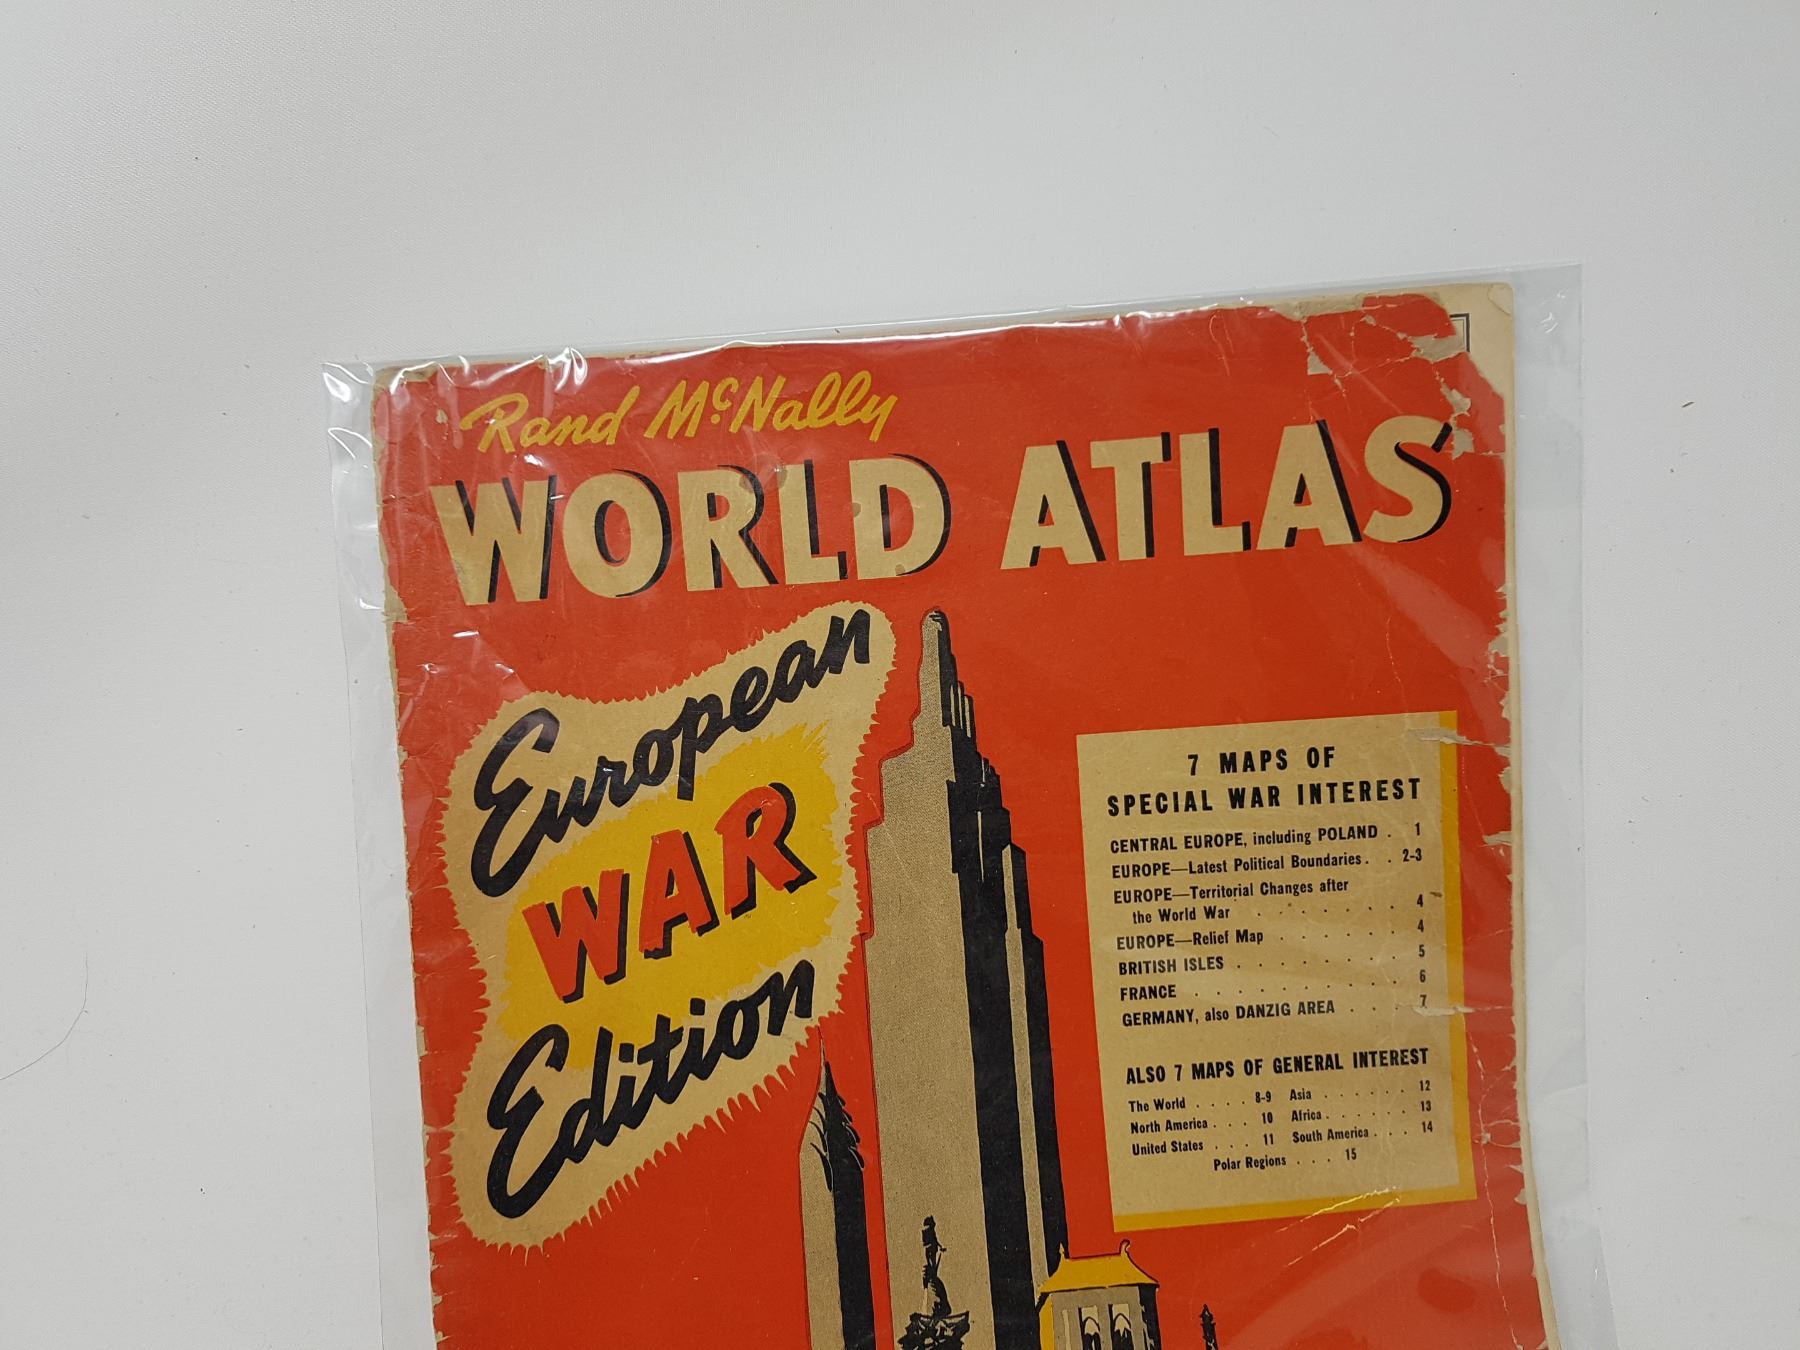 Rand McNally
WORLD ATLAS
European
WAR
Edition
7 MAPS OF
SPECIAL WAR INTEREST
CENTRAL EUROPE, including POLAND . 1
EUROPE—Latest Political Boundaries . . 2-3
EUROPE—Territorial Changes after
the World War . . . . . . . 4
EUROPE—Relief Map . . . . . . 4
BRITISH ISLES . . . . . . . . 5
FRANCE . . . . . . . . . . 6
GERMANY, also DANZIG AREA . . . 7
ALSO 7 MAPS OF GENERAL INTEREST
The World . . . . 8-9 Asia . . . . . . 12
North America . . . 10 Africa . . . . . . 13
United States . . . 11 South America . . . 14
Polar Regions . . . 15